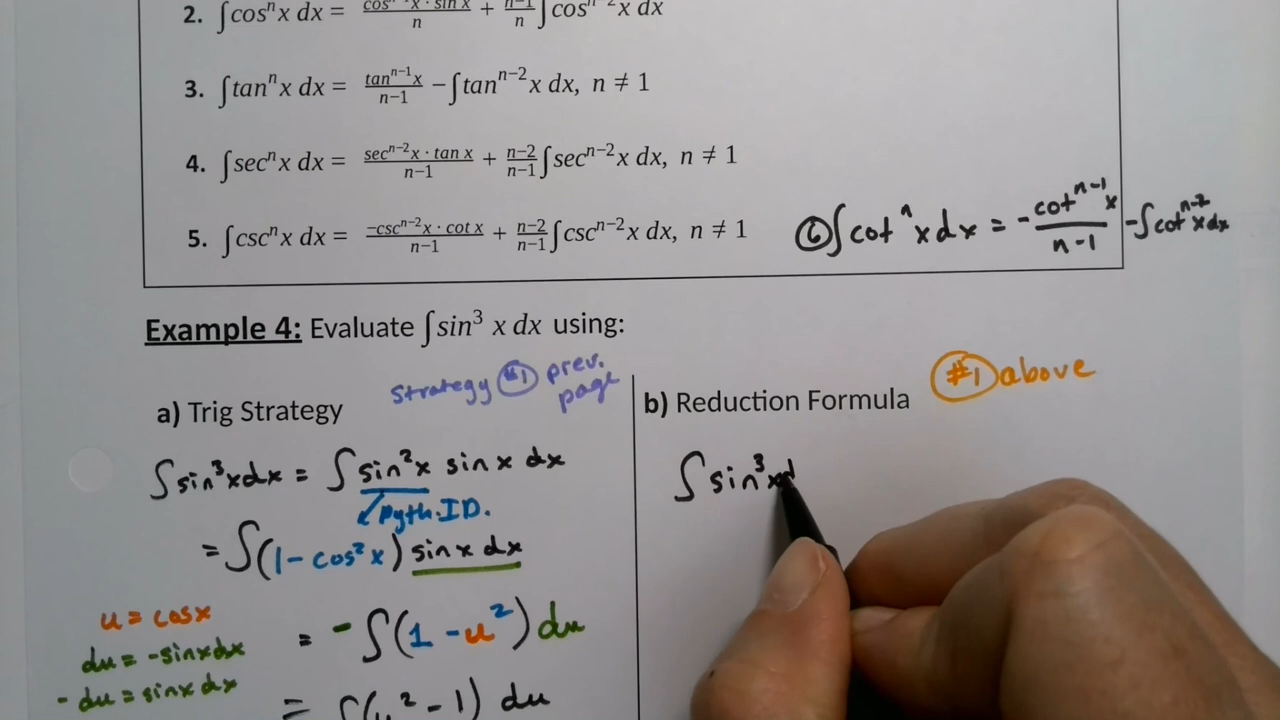 2. ∫cosⁿx dx = cosⁿ⁻¹x · sin x / n + n−1/n ∫cosⁿ⁻²x dx
3. ∫tanⁿx dx = tanⁿ⁻¹x / n−1 − ∫tanⁿ⁻²x dx, n ≠ 1
4. ∫secⁿx dx = secⁿ⁻²x · tan x / n−1 + n−2/n−1 ∫secⁿ⁻²x dx, n ≠ 1
5. ∫cscⁿx dx = −cscⁿ⁻²x · cot x / n−1 + n−2/n−1 ∫cscⁿ⁻²x dx, n ≠ 1
⑥ ∫cotⁿx dx = - cotⁿ⁻¹x / n-1 - ∫cotⁿ⁻²x dx
Example 4: Evaluate ∫sin³ x dx using:
a) Trig Strategy
Strategy #1 prev. page
∫sin³x dx = ∫sin²x sin x dx
Pyth. ID.
= ∫(1 - cos²x) sin x dx
u = cos x
du = -sin x dx
- du = sin x dx
= -∫(1 - u²) du
= ∫(u² - 1) du
b) Reduction Formula
#1 above
∫sin³x d